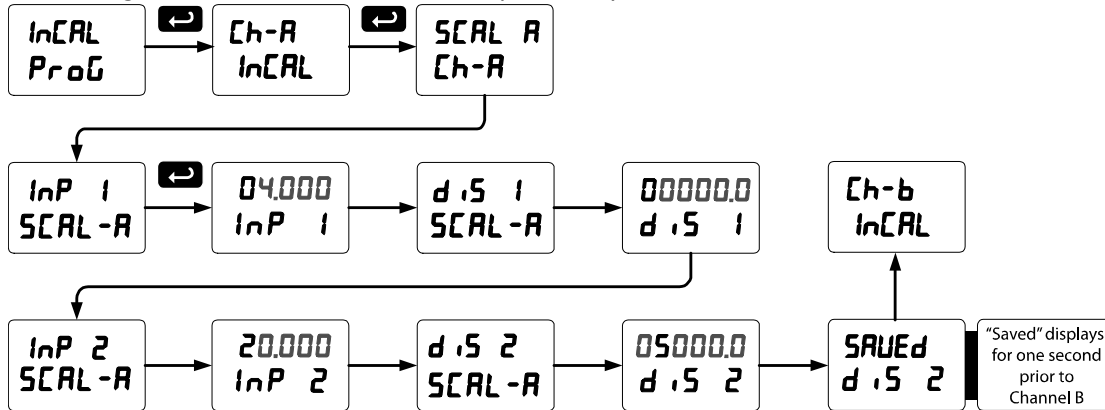 InCAL
ProG
Ch-A
InCAL
SCAL A
Ch-A
InP 1
SCAL-A
04.000
InP 1
diS 1
SCAL-A
00000.0
diS 1
Ch-b
InCAL
InP 2
SCAL-A
20.000
InP 2
diS 2
SCAL-A
05000.0
diS 2
SAVEd
diS 2
"Saved" displays
for one second
prior to
Channel B